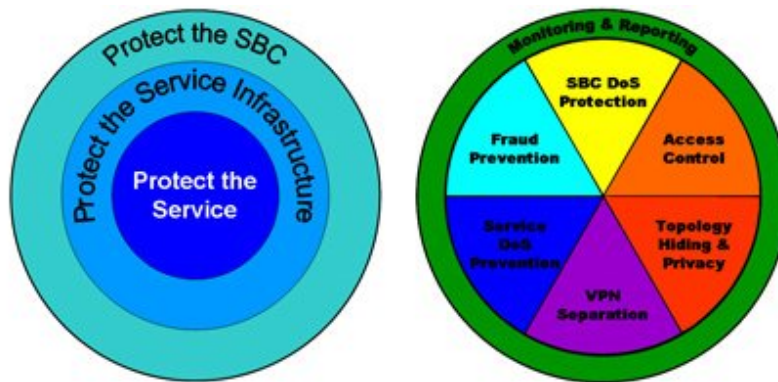 Protect the SBC
Protect the Service Infrastructure
Protect the
Service
Monitoring & Reporting
SBC DoS
Protection
Access
Control
Topology
Hiding &
Privacy
VPN
Separation
Service
DoS
Prevention
Fraud
Prevention